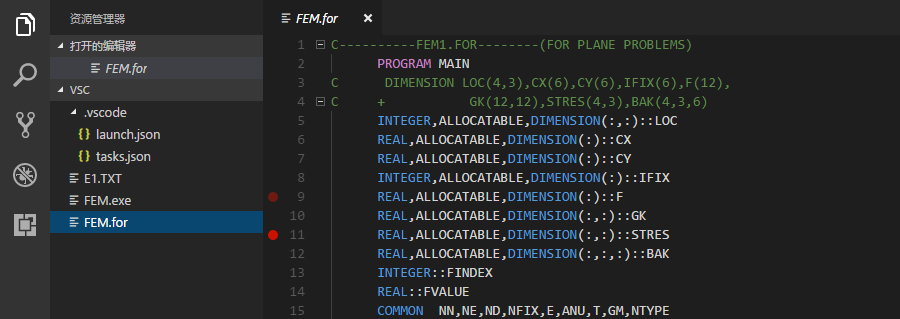 资源管理器
打开的编辑器
FEM.for
VSC
.vscode
{ } launch.json
{ } tasks.json
E1.TXT
FEM.exe
FEM.for
FEM.for ×
1 C----------FEM1.FOR--------(FOR PLANE PROBLEMS)
2 PROGRAM MAIN
3 C DIMENSION LOC(4,3),CX(6),CY(6),IFIX(6),F(12),
4 C + GK(12,12),STRES(4,3),BAK(4,3,6)
5 INTEGER,ALLOCATABLE,DIMENSION(:,:)::LOC
6 REAL,ALLOCATABLE,DIMENSION(:)::CX
7 REAL,ALLOCATABLE,DIMENSION(:)::CY
8 INTEGER,ALLOCATABLE,DIMENSION(:)::IFIX
9 REAL,ALLOCATABLE,DIMENSION(:)::F
10 REAL,ALLOCATABLE,DIMENSION(:,:)::GK
11 REAL,ALLOCATABLE,DIMENSION(:,:)::STRES
12 REAL,ALLOCATABLE,DIMENSION(:,:,:)::BAK
13 INTEGER::FINDEX
14 REAL::FVALUE
15 COMMON NN,NE,ND,NFIX,E,ANU,T,GM,NTYPE